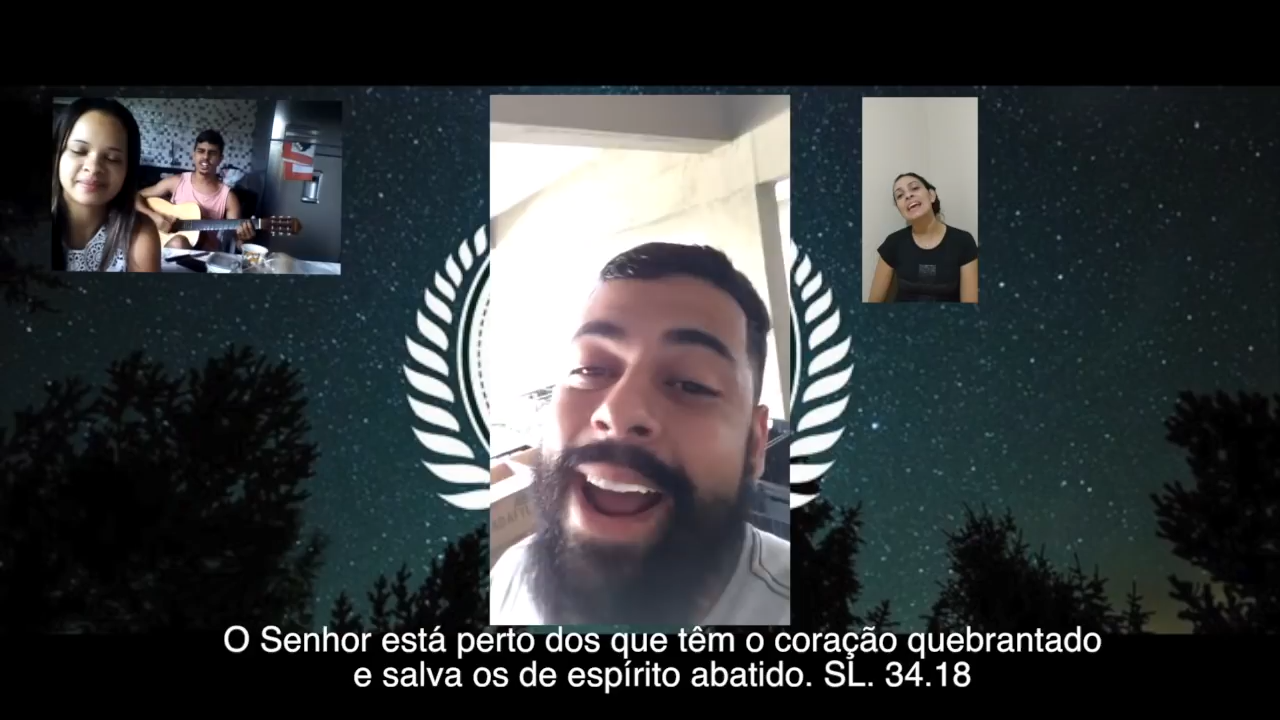 O Senhor está perto dos que têm o coração quebrantado
e salva os de espírito abatido. SL. 34.18